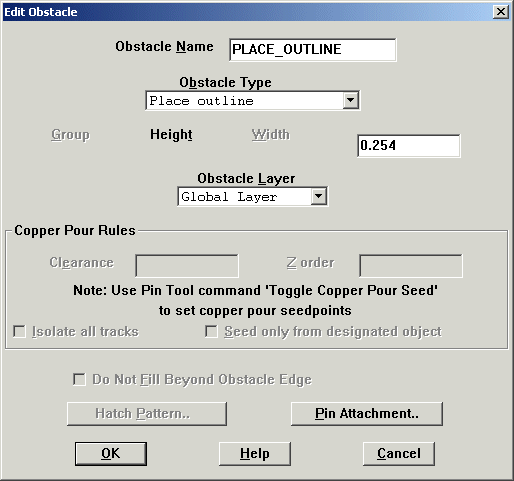 Edit Obstacle
Obstacle Name PLACE_OUTLINE
Obstacle Type
Place outline
Group Height Width 0.254
Obstacle Layer
Global Layer
Copper Pour Rules
Clearance Z order
Note: Use Pin Tool command 'Toggle Copper Pour Seed'
to set copper pour seedpoints
Isolate all tracks Seed only from designated object
Do Not Fill Beyond Obstacle Edge
Hatch Pattern.. Pin Attachment..
OK Help Cancel